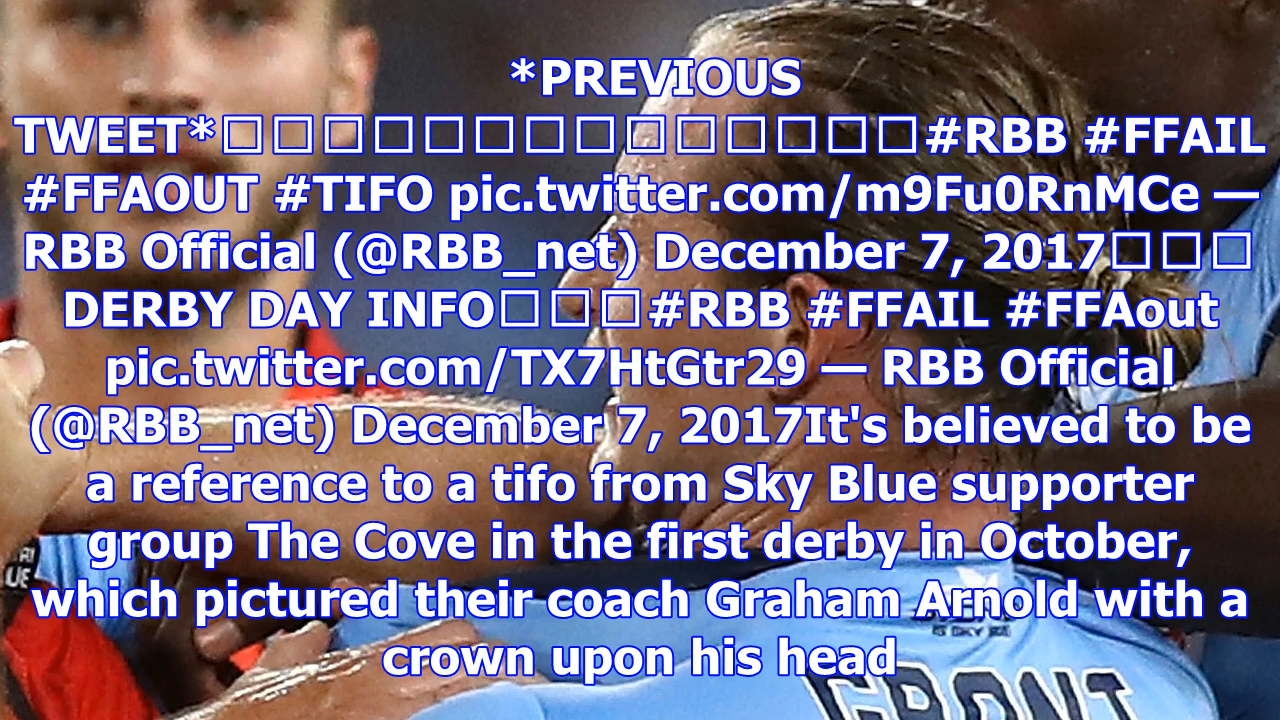 *PREVIOUS
TWEET*□□□□□□□□□□□□□□#RBB #FFAIL
#FFAOUT #TIFO pic.twitter.com/m9Fu0RnMCe —
RBB Official (@RBB_net) December 7, 2017□□□
DERBY DAY INFO□□□#RBB #FFAIL #FFAout
pic.twitter.com/TX7HtGtr29 — RBB Official
(@RBB_net) December 7, 2017It's believed to be
a reference to a tifo from Sky Blue supporter
group The Cove in the first derby in October,
which pictured their coach Graham Arnold with a
crown upon his head
GRANT